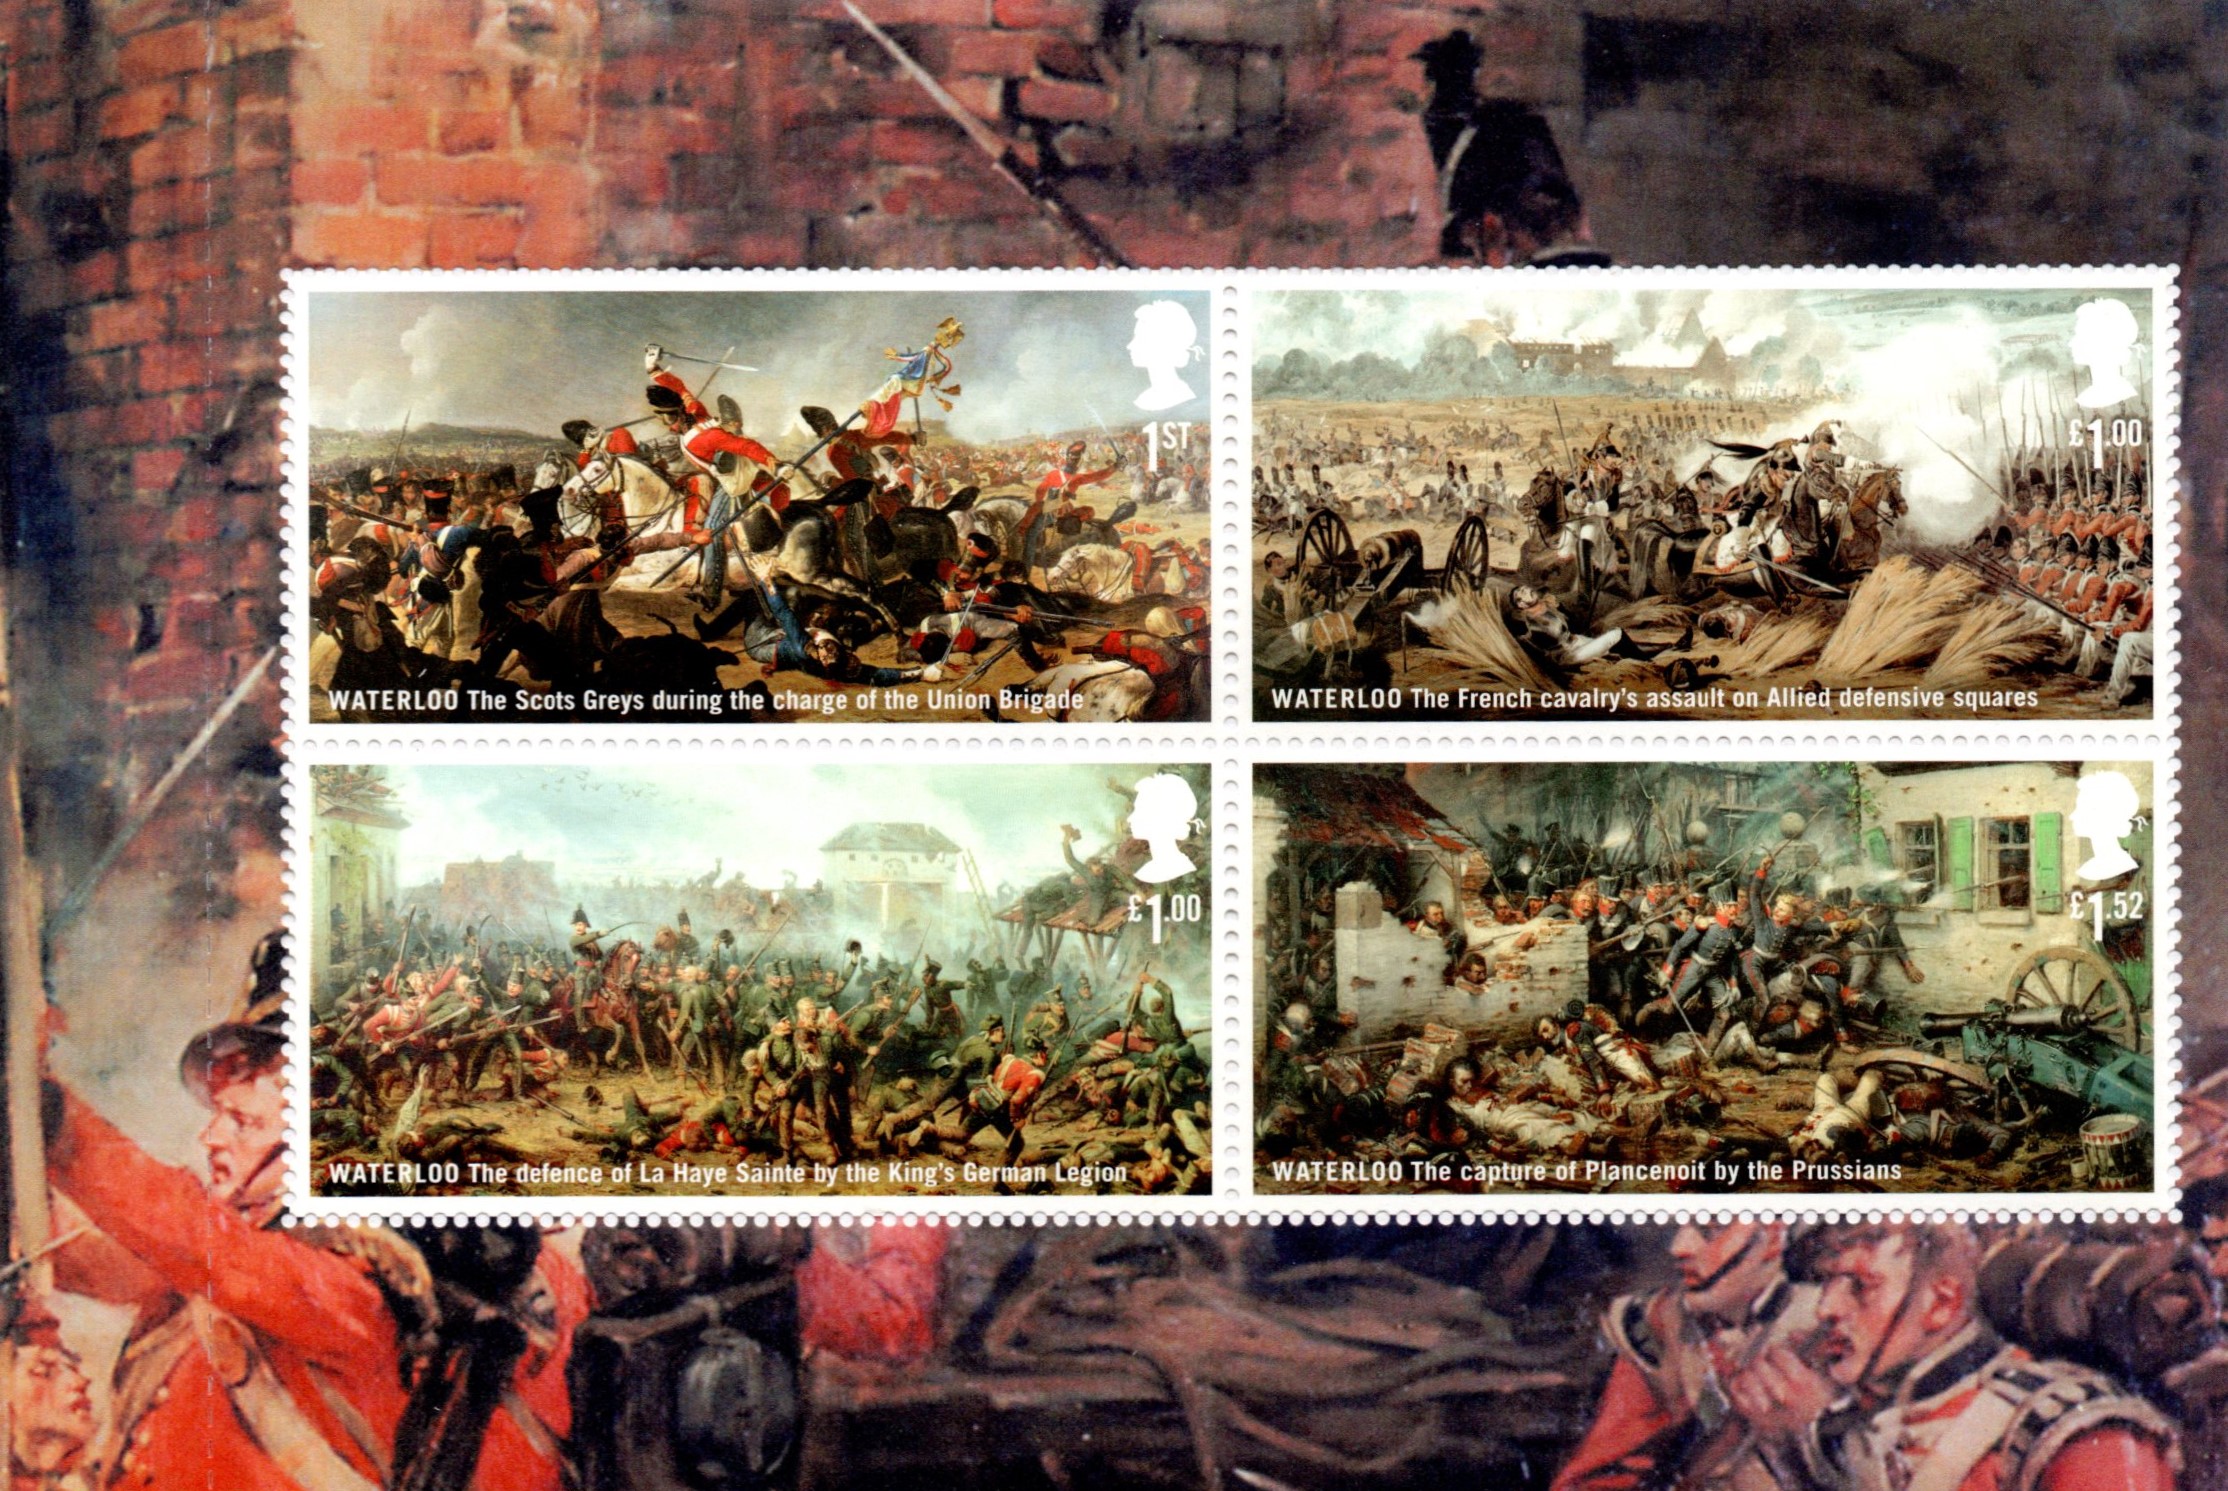 1ST
WATERLOO The Scots Greys during the charge of the Union Brigade
£1.00
WATERLOO The French cavalry's assault on Allied defensive squares
£1.00
WATERLOO The defence of La Haye Sainte by the King's German Legion
£1.52
WATERLOO The capture of Plancenoit by the Prussians